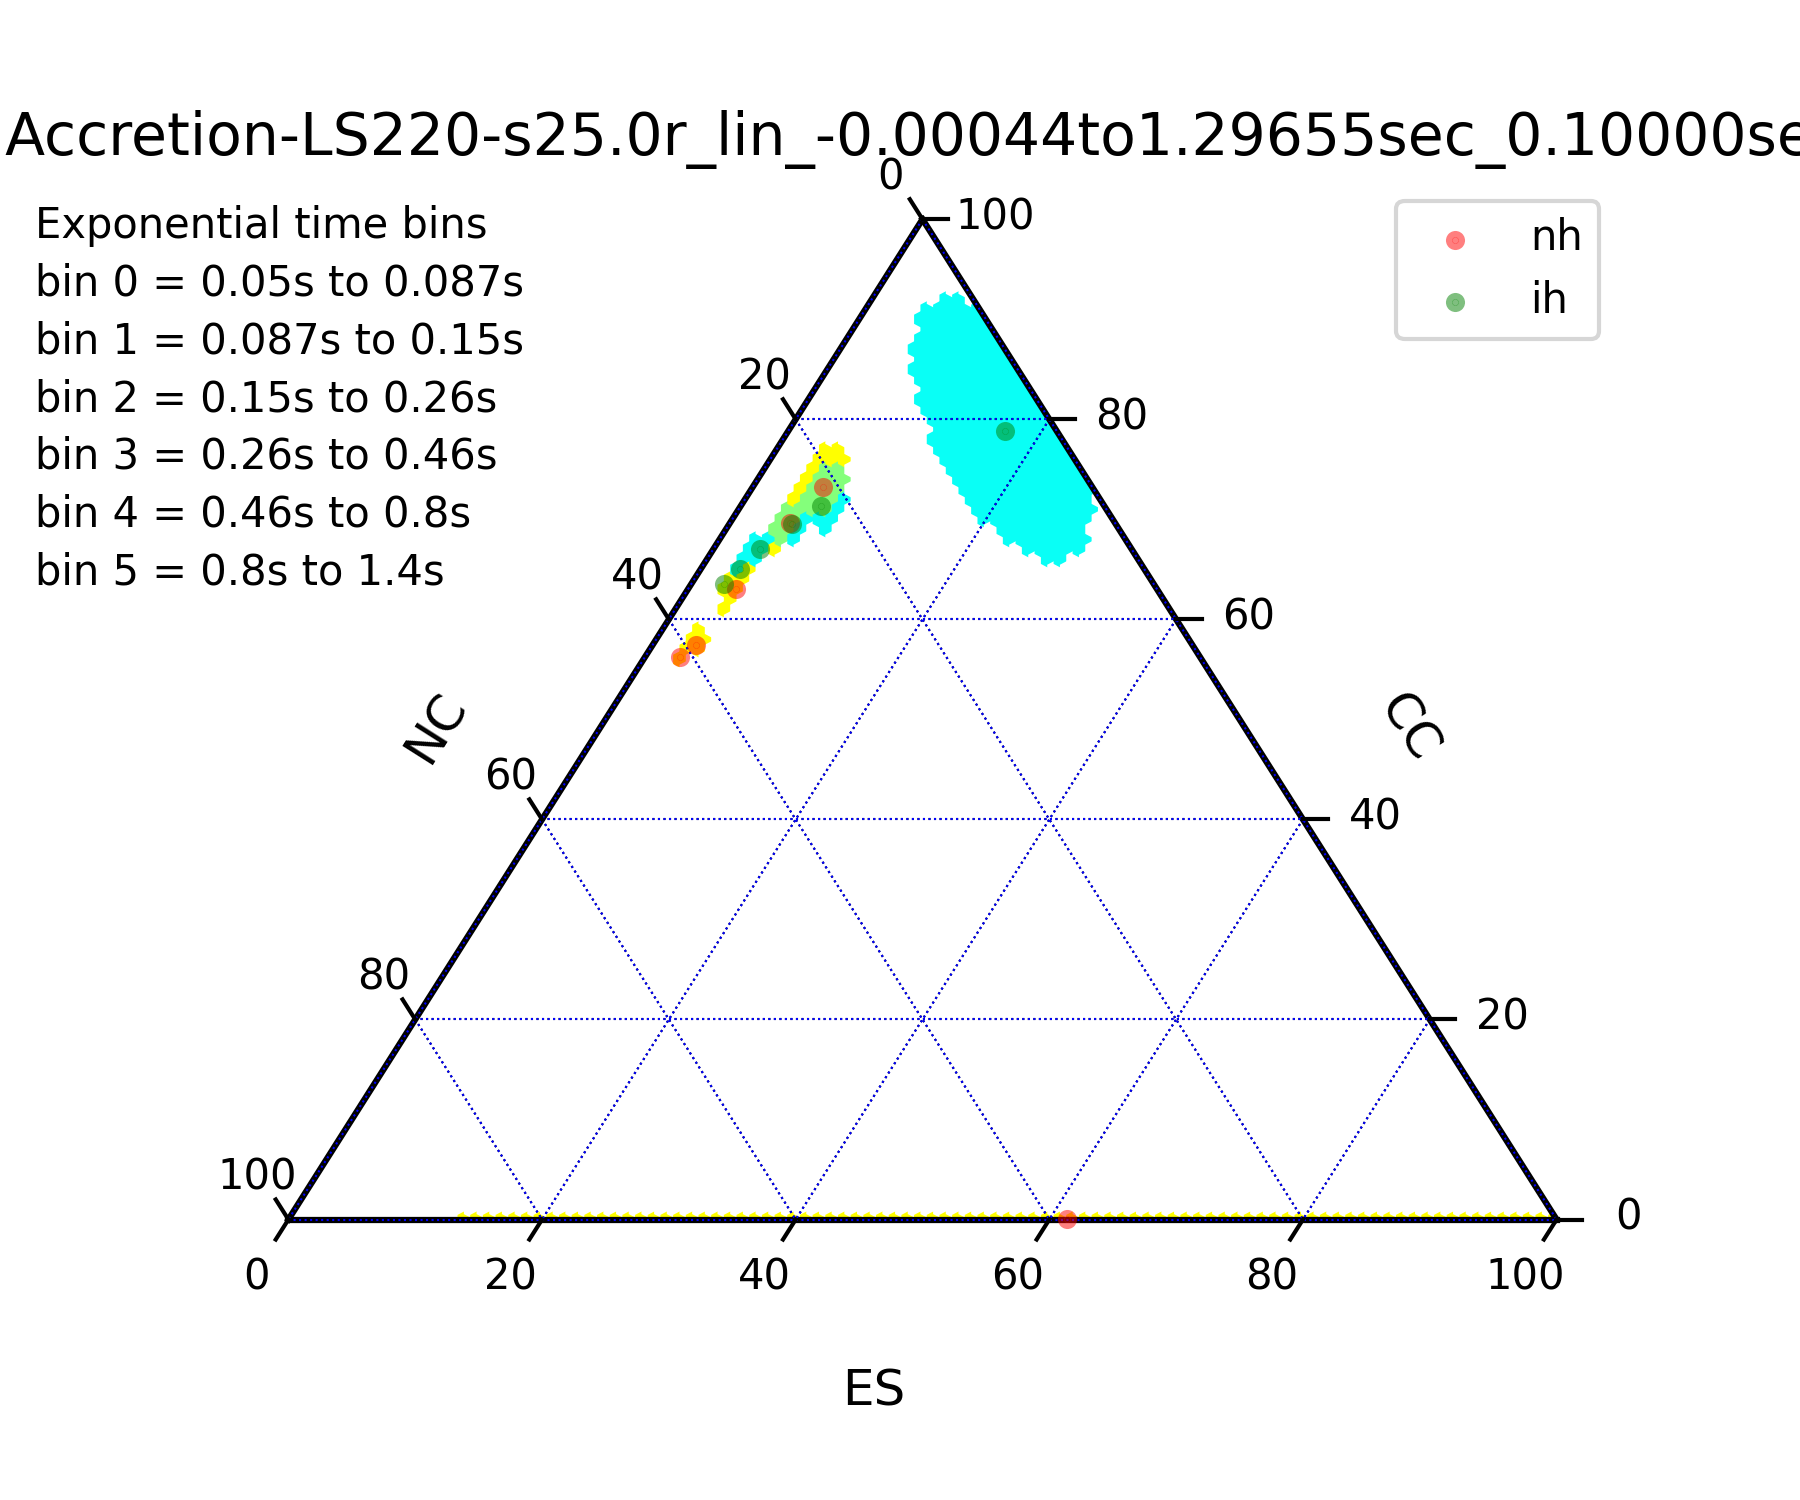 Accretion-LS220-s25.0r_lin_-0.00044to1.29655sec_0.10000se
Exponential time bins
bin 0 = 0.05s to 0.087s
bin 1 = 0.087s to 0.15s
bin 2 = 0.15s to 0.26s
bin 3 = 0.26s to 0.46s
bin 4 = 0.46s to 0.8s
bin 5 = 0.8s to 1.4s
nh
ih
0
20
40
60
80
100
NC
100
80
60
40
20
0
CC
0
20
40
60
80
100
ES